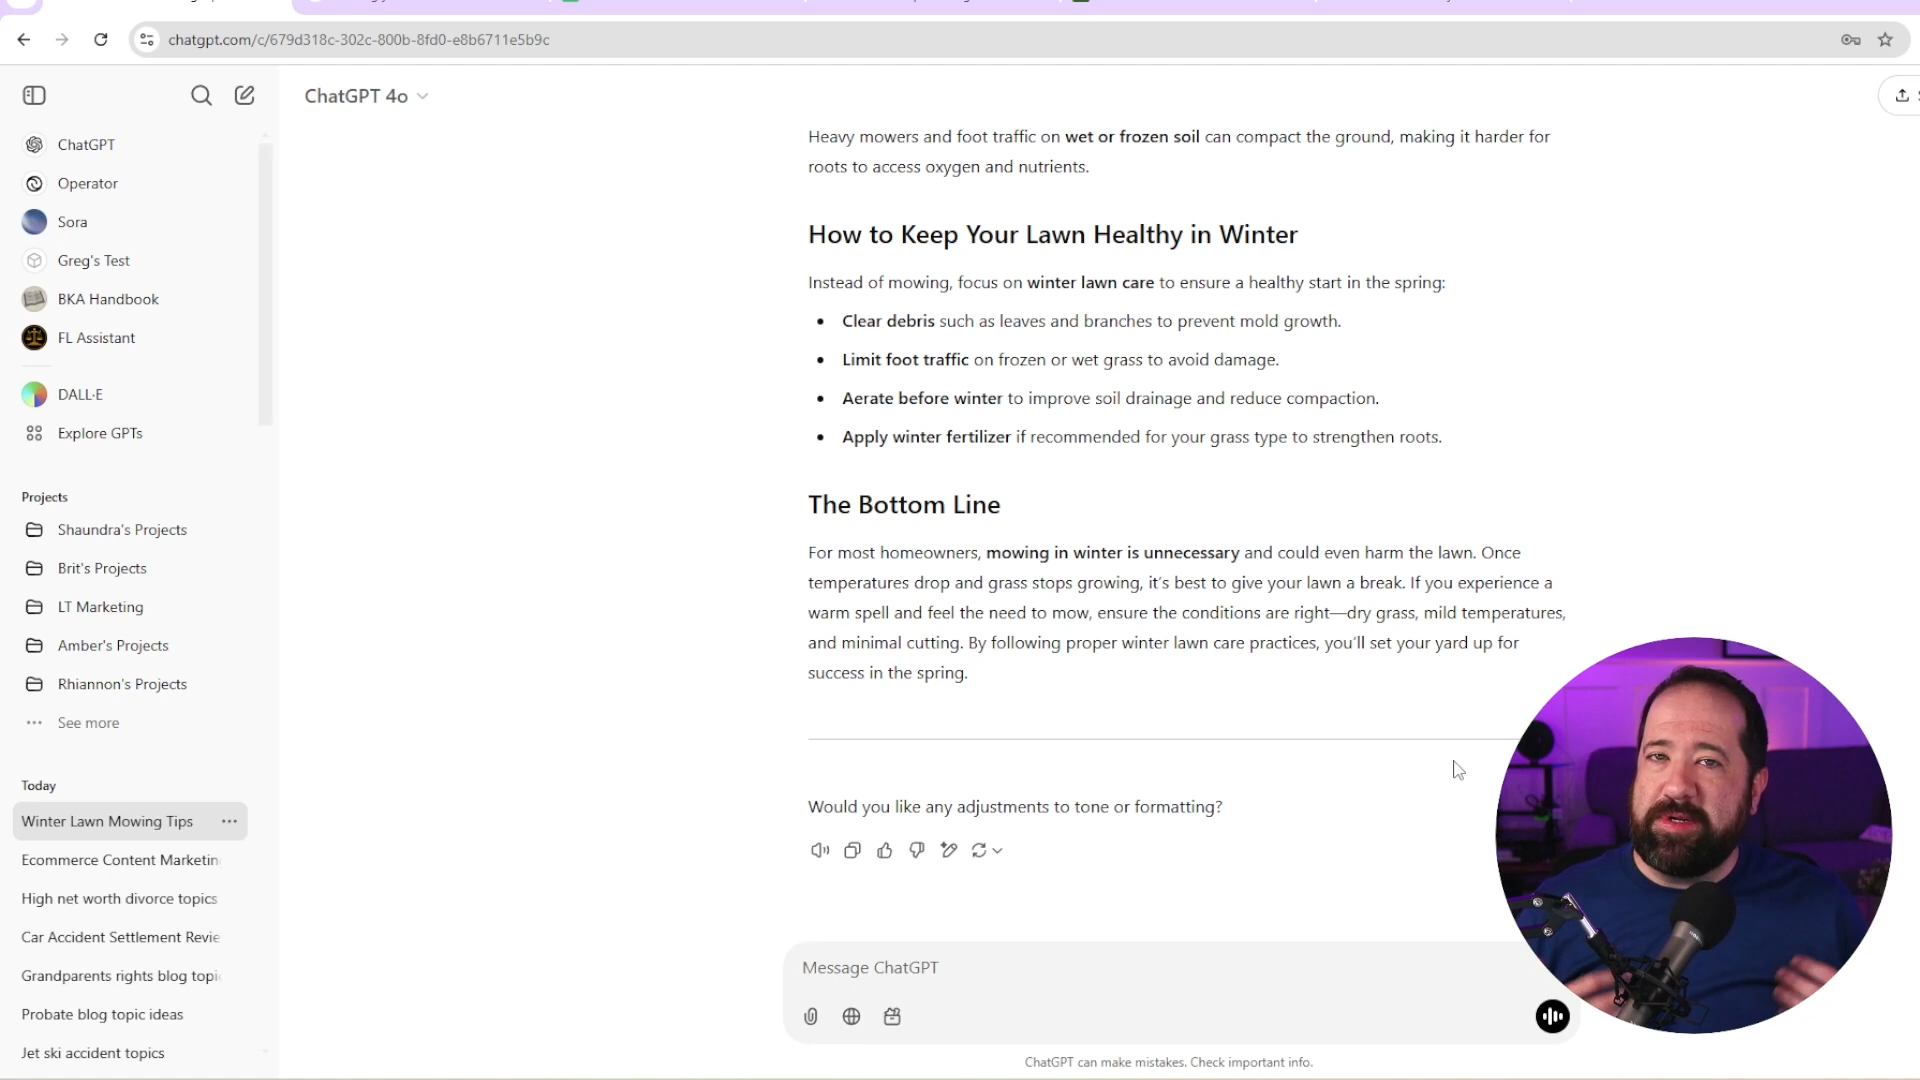 chatgpt.com/c/679d318c-302c-800b-8fd0-e8b6711e5b9c
ChatGPT 4o
ChatGPT
Operator
Sora
Greg's Test
BKA Handbook
FL Assistant
DALL·E
Explore GPTs
Projects
Shaundra's Projects
Brit's Projects
LT Marketing
Amber's Projects
Rhiannon's Projects
See more
Today
Winter Lawn Mowing Tips
Ecommerce Content Marketin
High net worth divorce topics
Car Accident Settlement Revie
Grandparents rights blog topi
Probate blog topic ideas
Jet ski accident topics
Heavy mowers and foot traffic on wet or frozen soil can compact the ground, making it harder for
roots to access oxygen and nutrients.
How to Keep Your Lawn Healthy in Winter
Instead of mowing, focus on winter lawn care to ensure a healthy start in the spring:
• Clear debris such as leaves and branches to prevent mold growth.
• Limit foot traffic on frozen or wet grass to avoid damage.
• Aerate before winter to improve soil drainage and reduce compaction.
• Apply winter fertilizer if recommended for your grass type to strengthen roots.
The Bottom Line
For most homeowners, mowing in winter is unnecessary and could even harm the lawn. Once
temperatures drop and grass stops growing, it's best to give your lawn a break. If you experience a
warm spell and feel the need to mow, ensure the conditions are right—dry grass, mild temperatures,
and minimal cutting. By following proper winter lawn care practices, you'll set your yard up for
success in the spring.
Would you like any adjustments to tone or formatting?
Message ChatGPT
ChatGPT can make mistakes. Check important info.